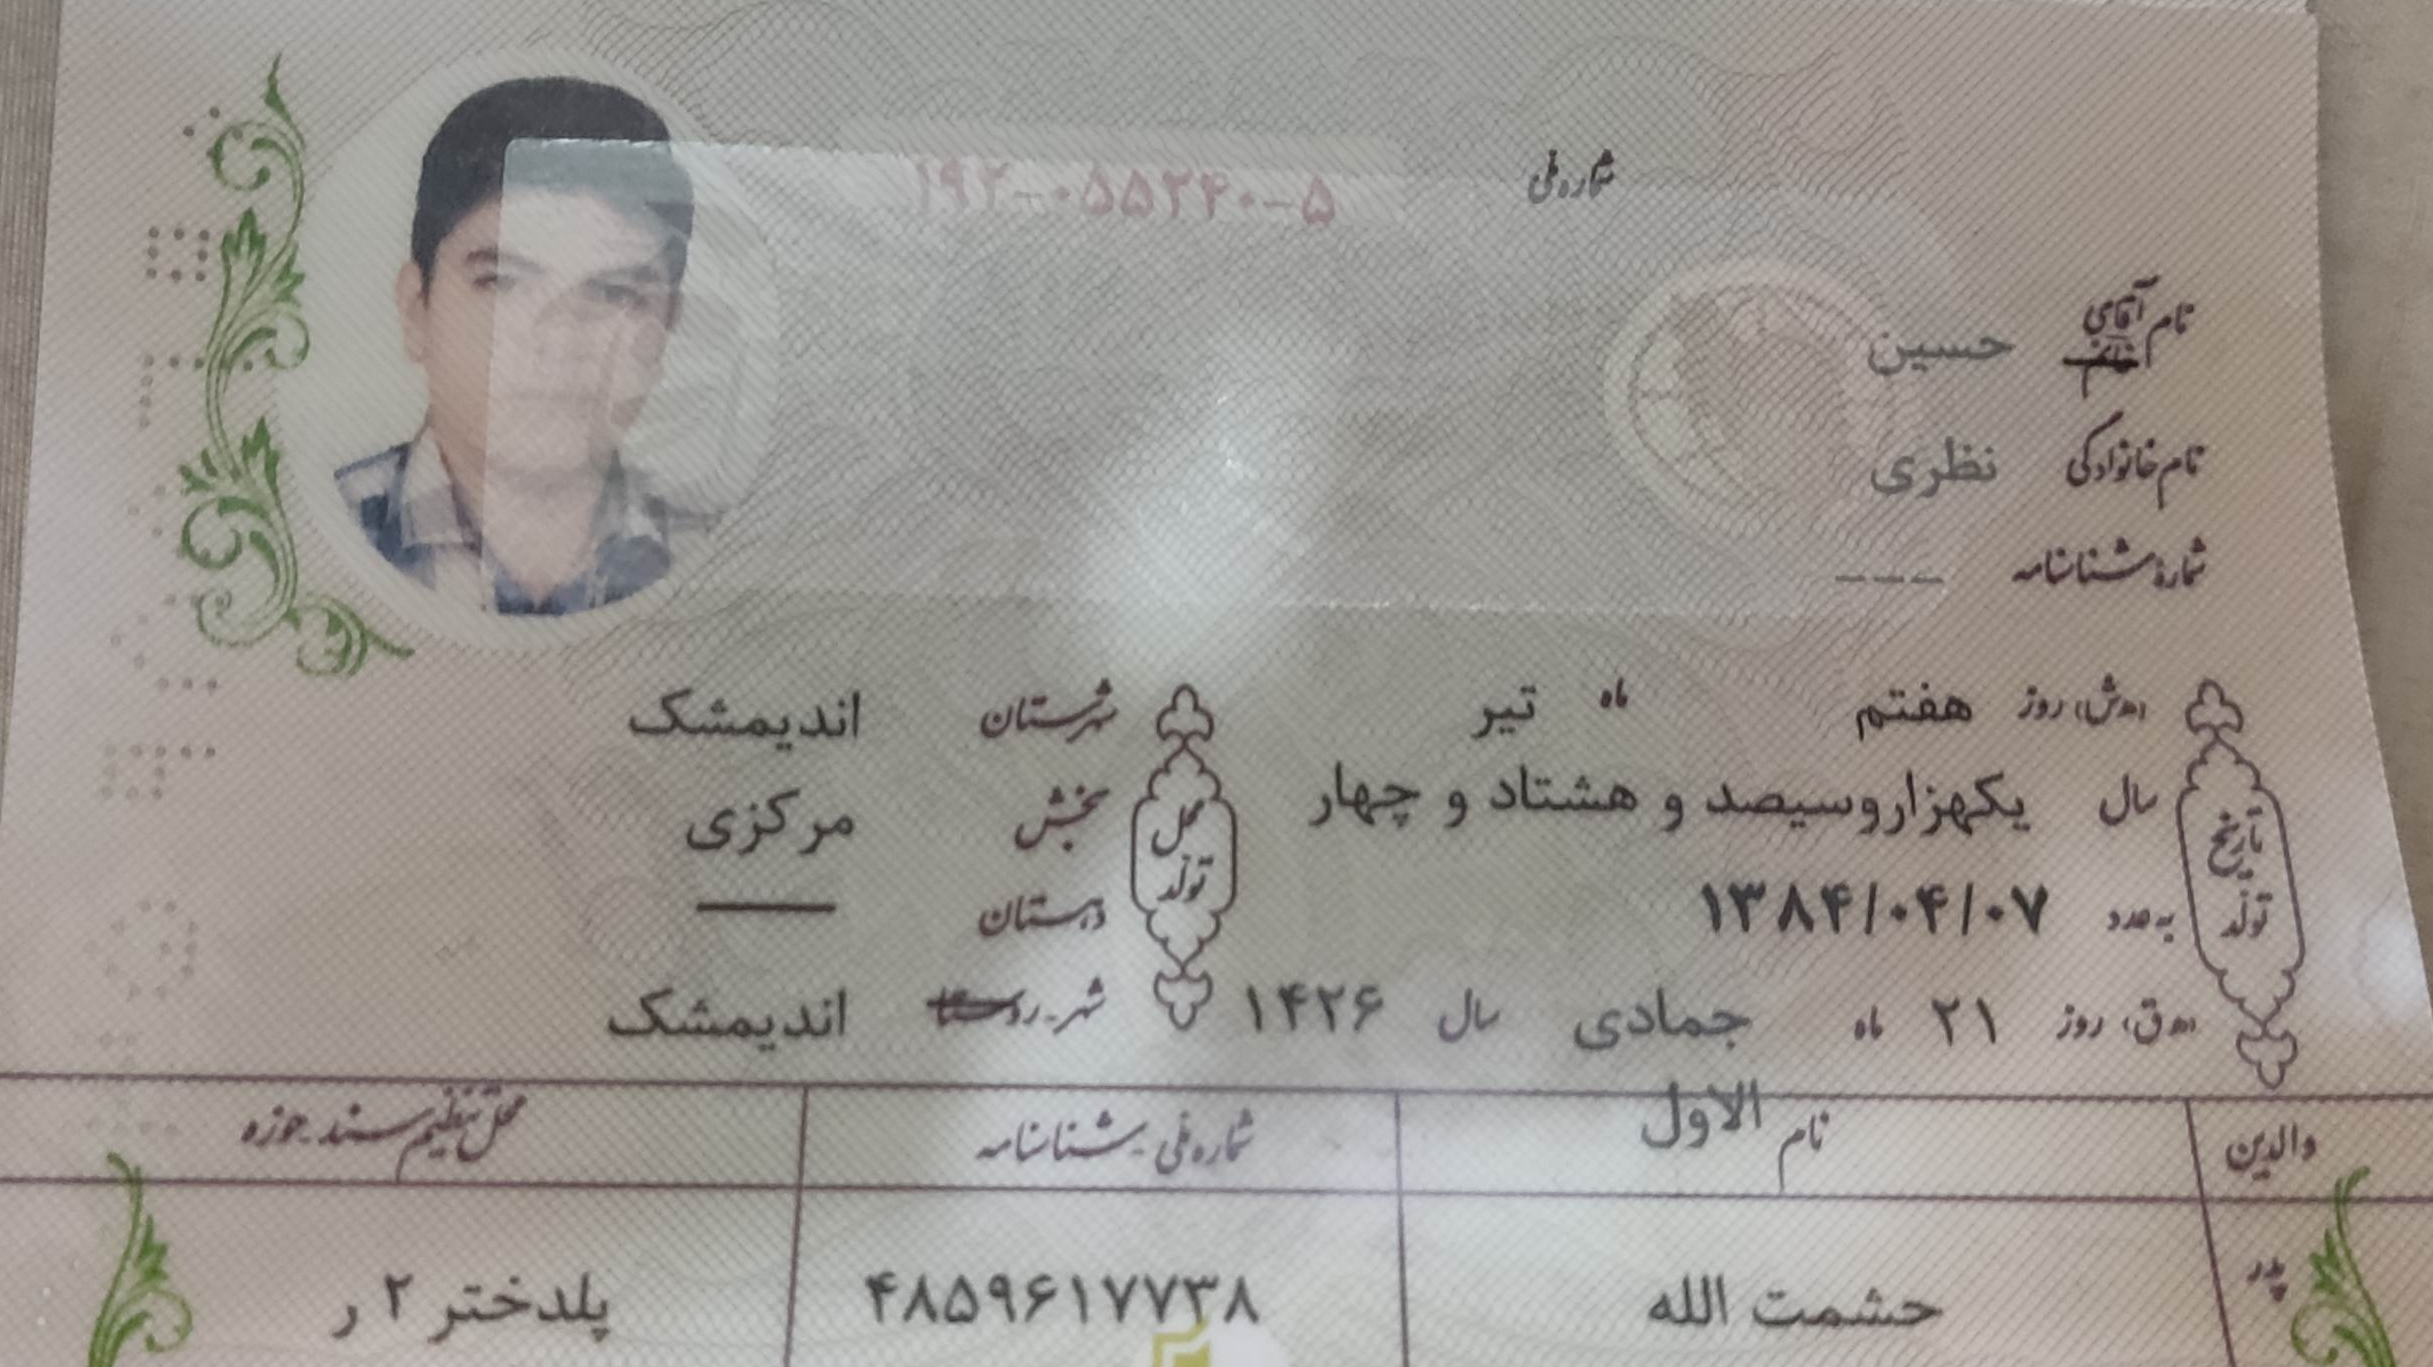 شماره ملی ۱۹۲-۰۵۵۲۴۰-۵
نام آقای خانم حسین
نام خانوادگی نظری
شماره شناسنامه ----
تاریخ تولد
(ه.ش) روز هفتم ماه تیر
سال یکهزاروسیصد و هشتاد و چهار
به عدد ۱۳۸۴/۰۴/۰۷
(ه.ق) روز ۲۱ ماه جمادی الاول سال ۱۴۲۶
محل تولد
شهرستان اندیمشک
بخش مرکزی
دهستان ——
شهر-روستا اندیمشک
والدین نام شماره ملی - شناسنامه محل تنظیم سند-حوزه
پدر حشمت الله ۴۸۵۹۶۱۷۷۳۸ پلدختر ۲ ر